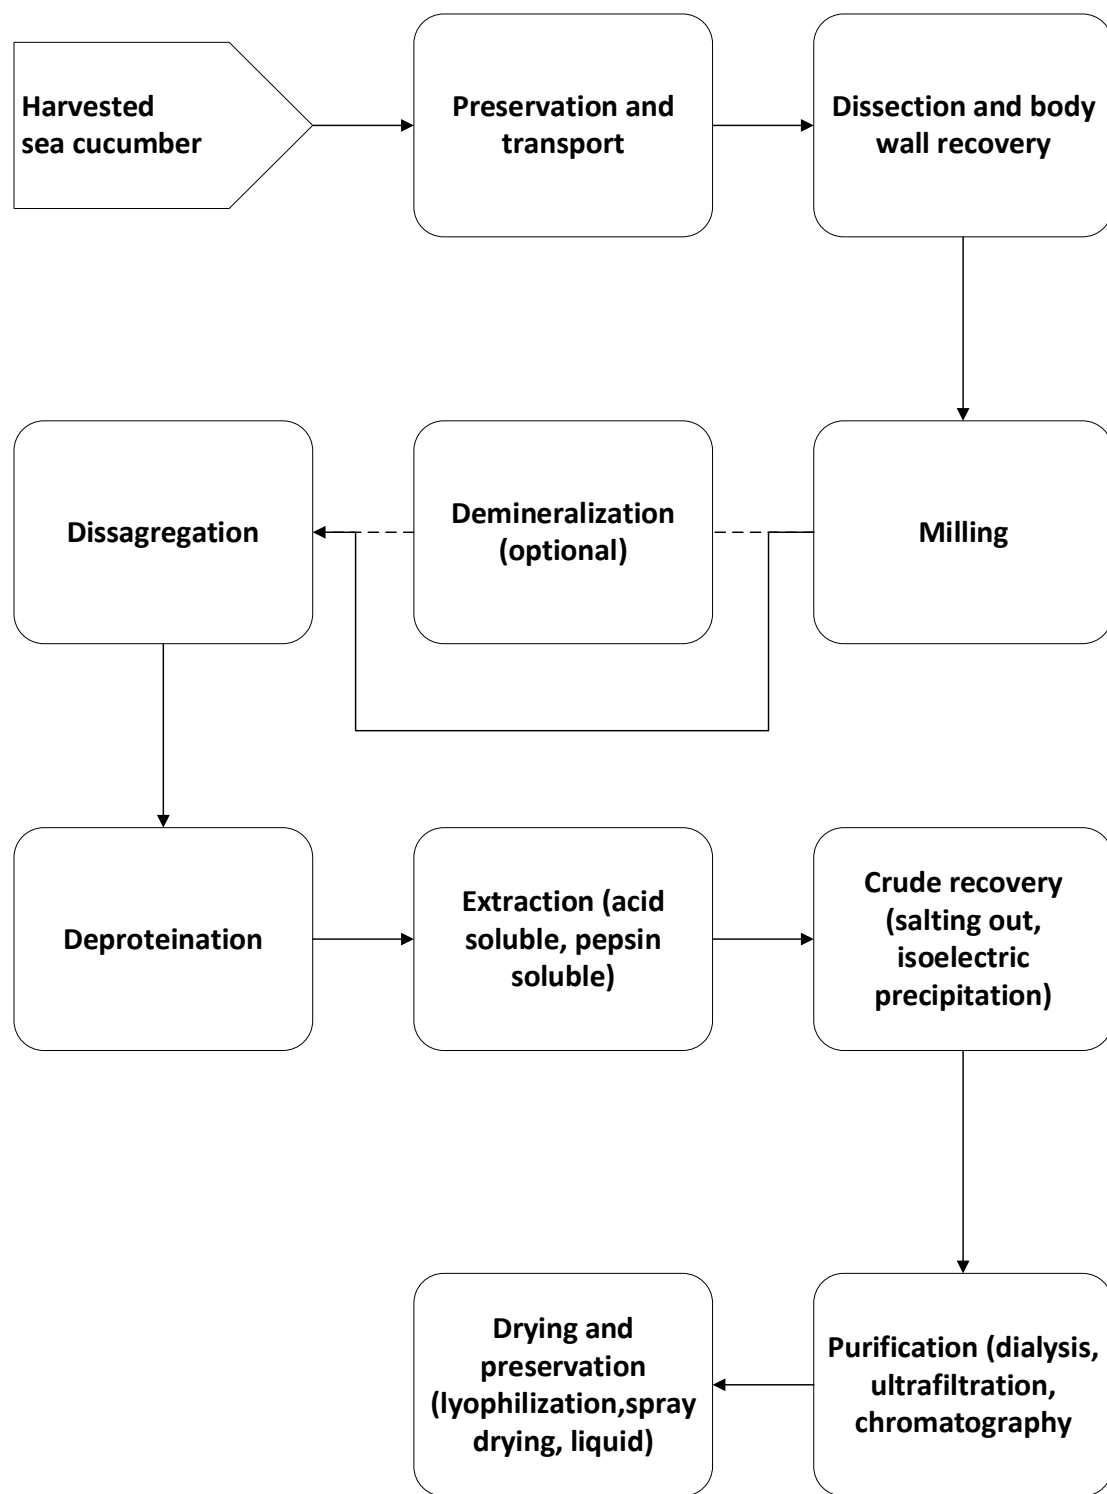 Harvested
sea cucumber
Preservation and
transport
Dissection and body
wall recovery
Dissagregation
Demineralization
(optional)
Milling
Deproteination
Extraction (acid
soluble, pepsin
soluble)
Crude recovery
(salting out,
isoelectric
precipitation)
Drying and
preservation
(lyophilization,spray
drying, liquid)
Purification (dialysis,
ultrafiltration,
chromatography